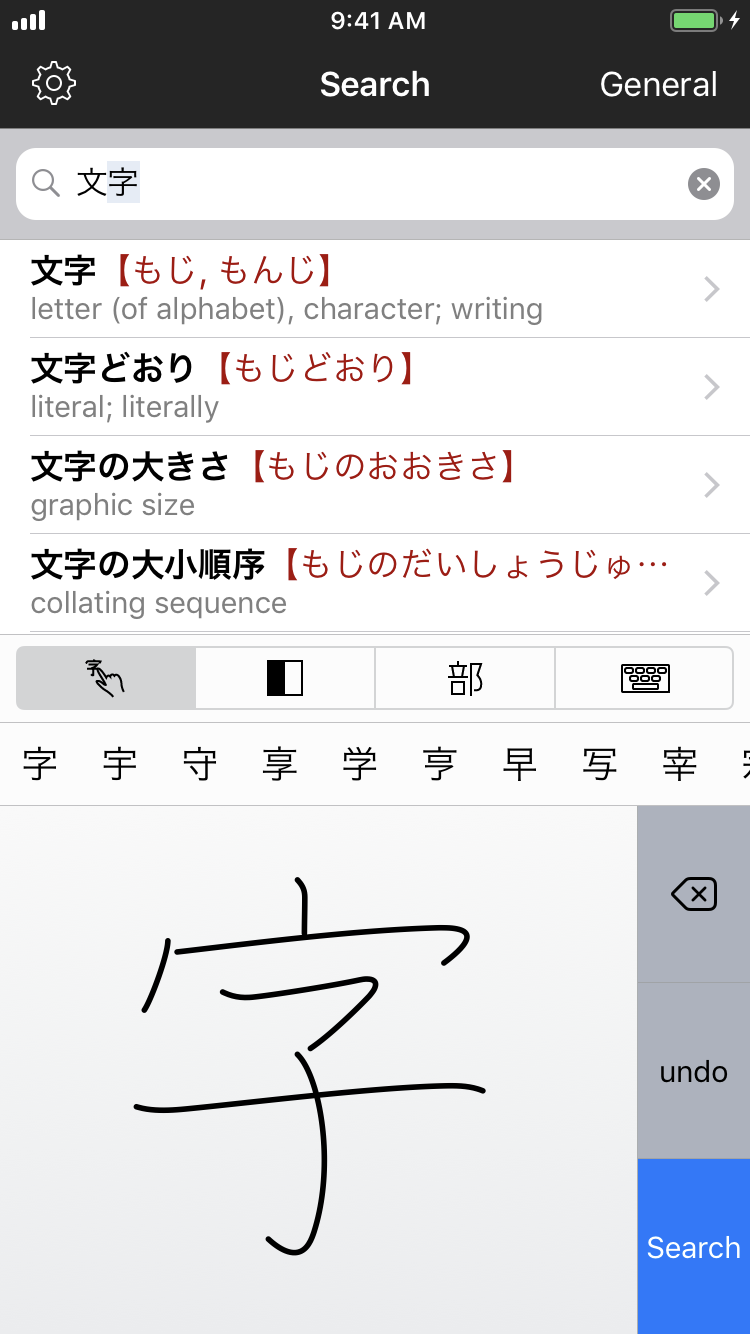 9:41 AM
Search
General
文字
文字【もじ, もんじ】
letter (of alphabet), character; writing
文字どおり【もじどおり】
literal; literally
文字の大きさ【もじのおおきさ】
graphic size
文字の大小順序【もじのだいしょうじゅ…
collating sequence
字 部
字 宇 守 享 学 亨 早 写 宰
字
undo
Search